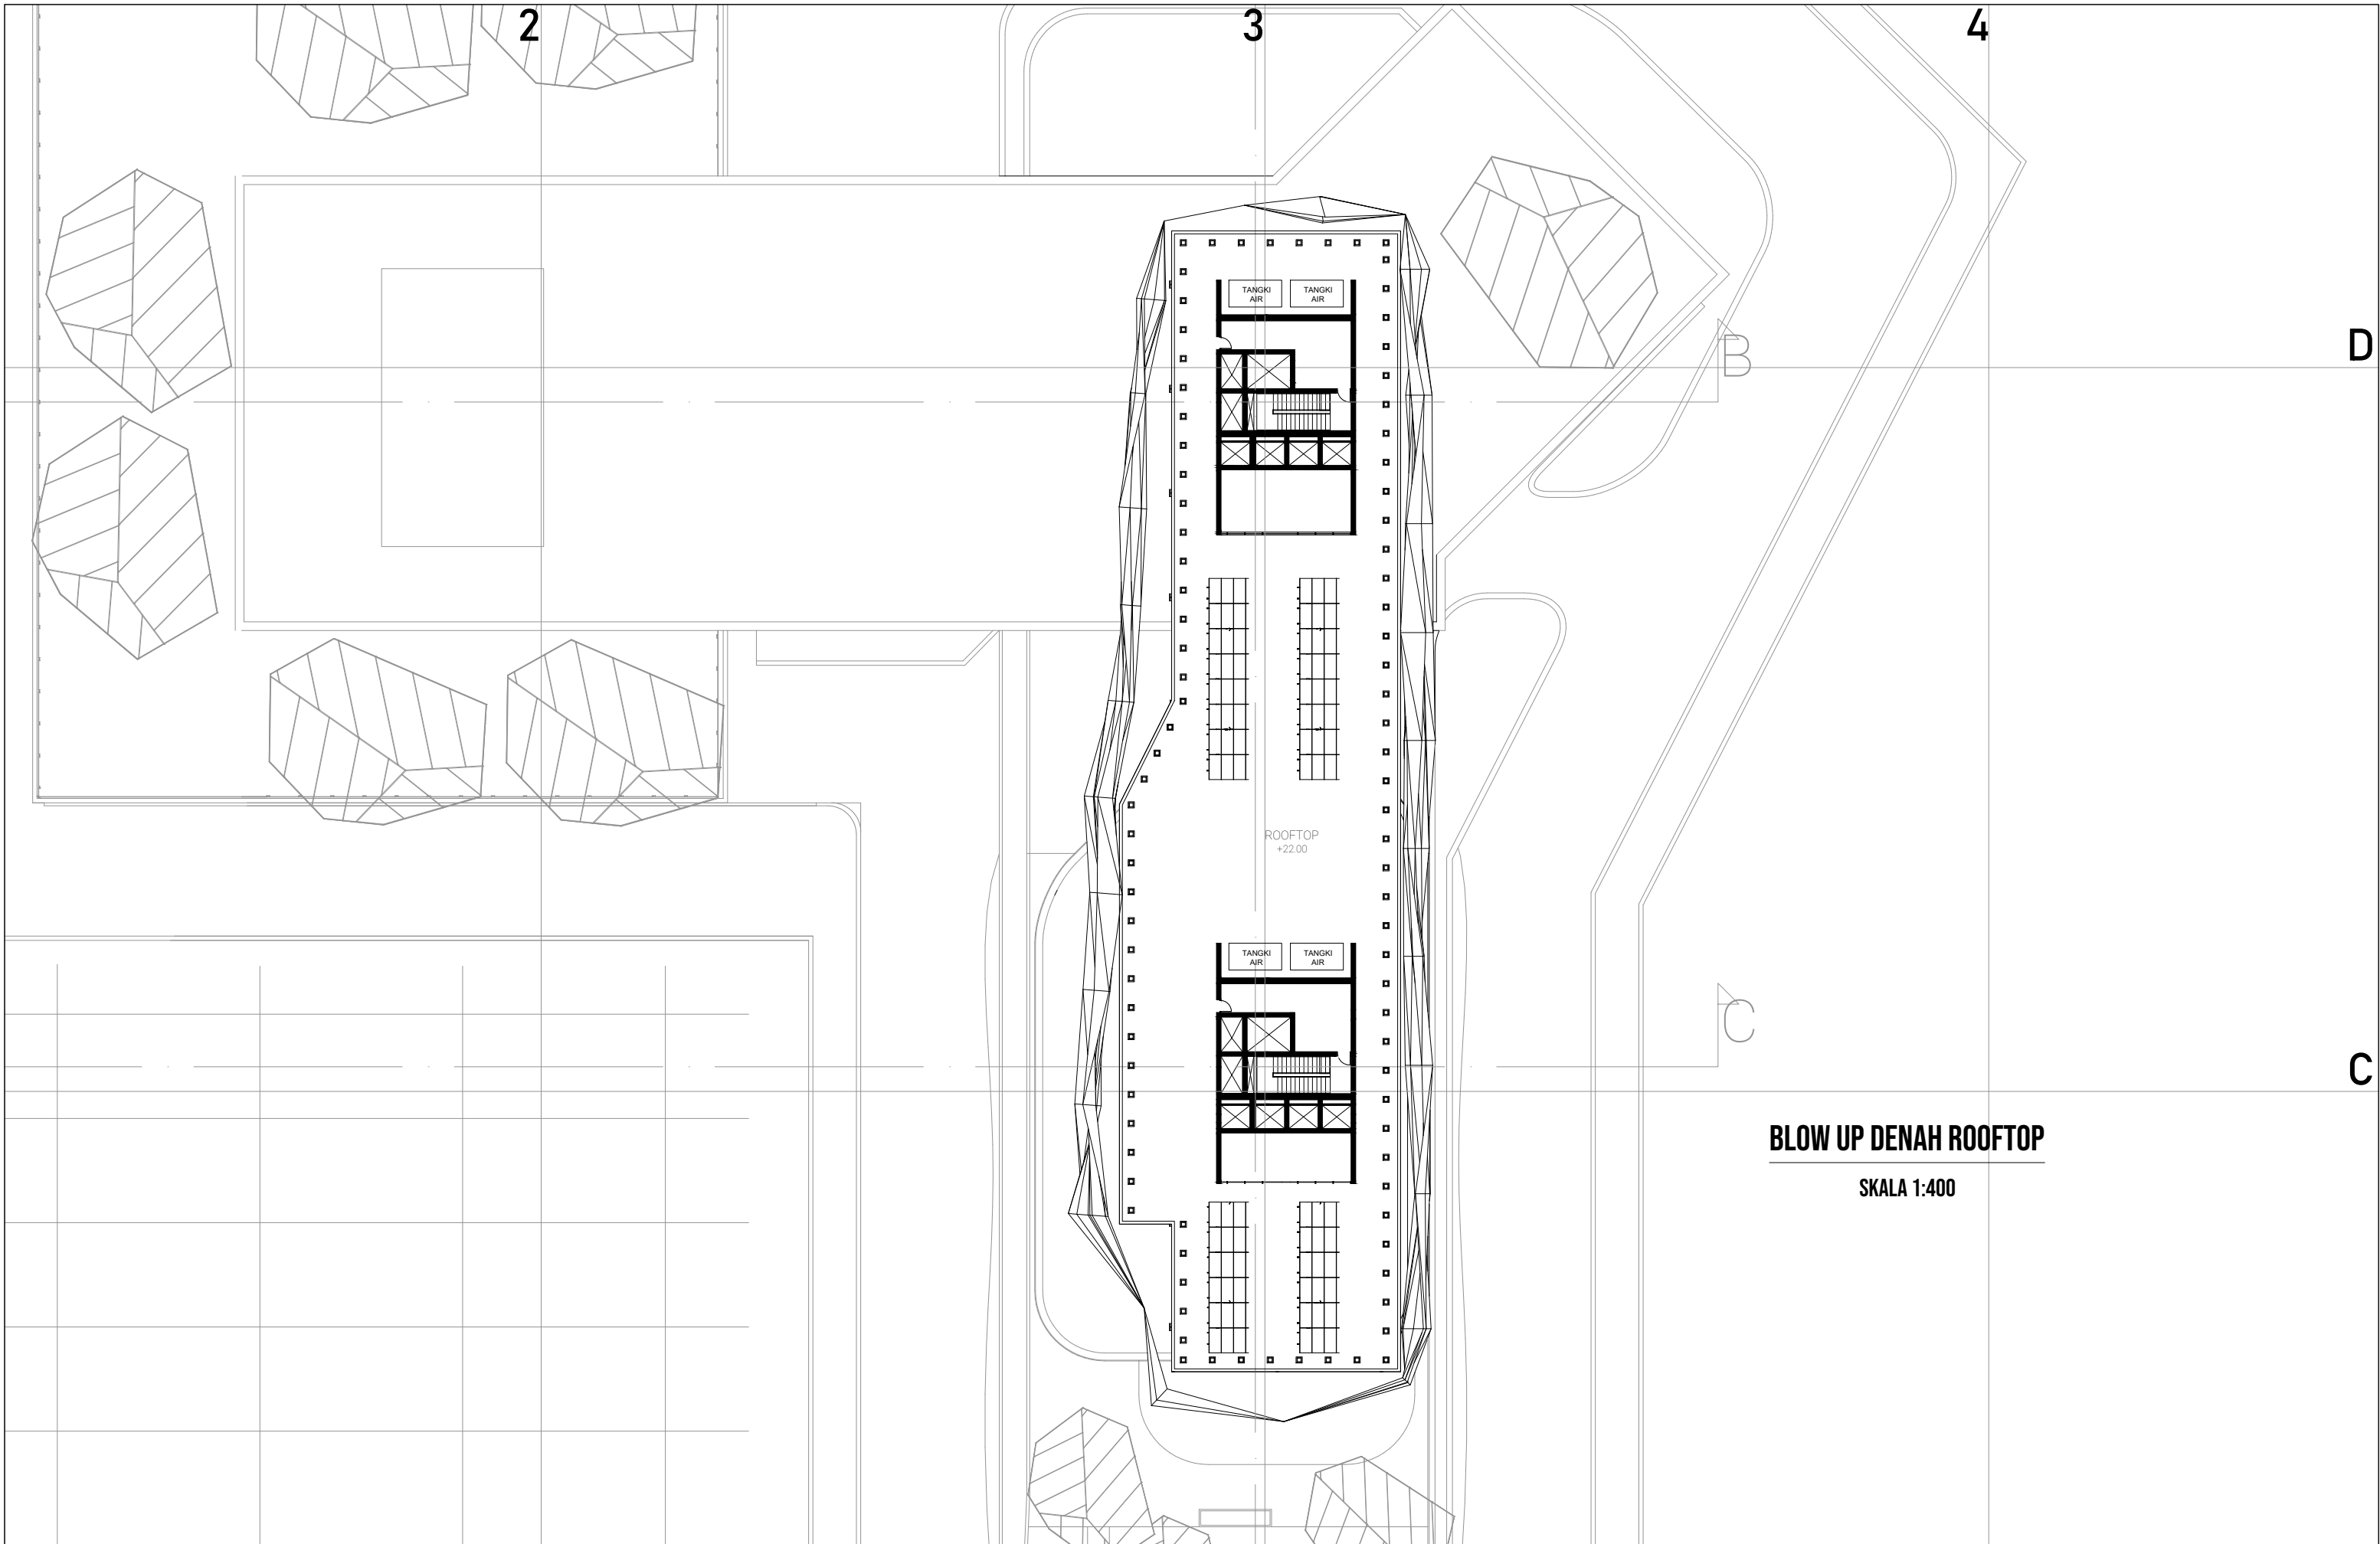 2
3
4
TANGKI
AIR
TANGKI
AIR
B
D
ROOFTOP
+22.00
TANGKI
AIR
TANGKI
AIR
C
C
BLOW UP DENAH ROOFTOP
SKALA 1:400